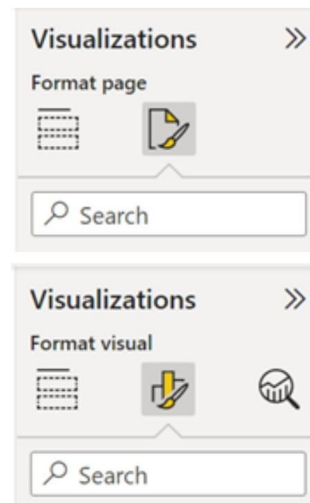 Visualizations
Format page
Search
Visualizations
Format visual
Search